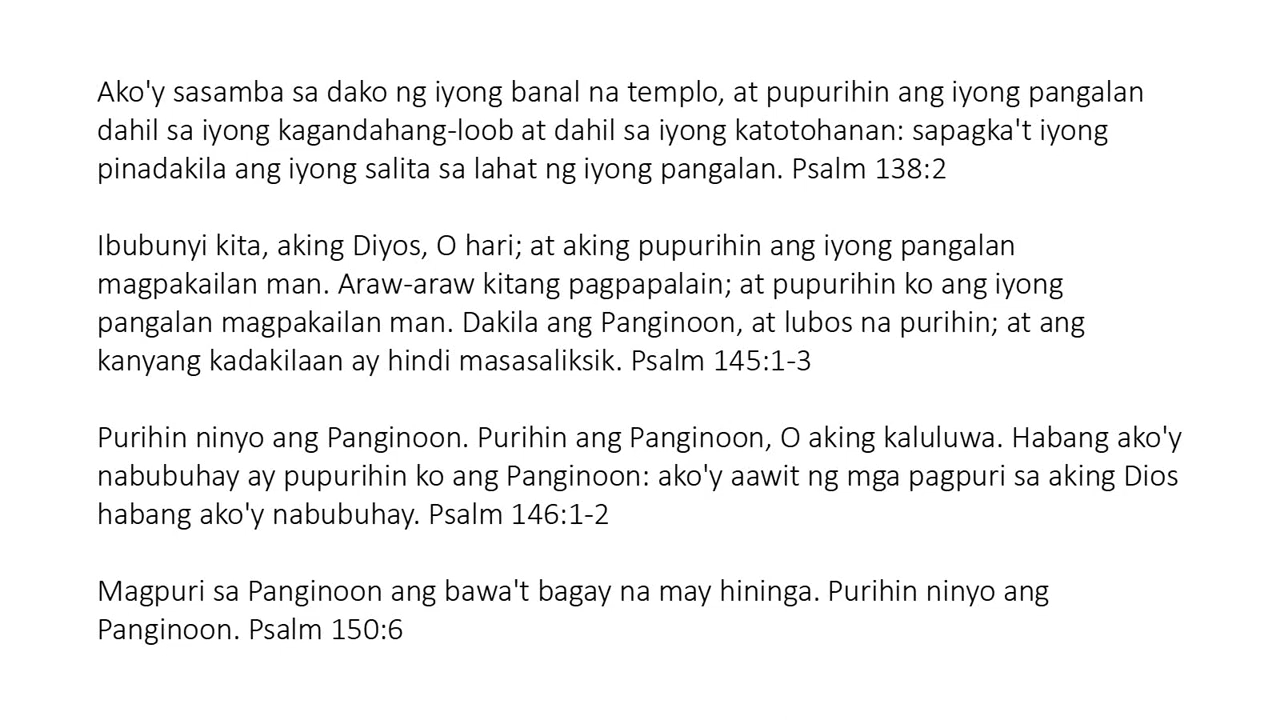 Ako'y sasamba sa dako ng iyong banal na templo, at pupurihin ang iyong pangalan
dahil sa iyong kagandahang-loob at dahil sa iyong katotohanan: sapagka't iyong
pinadakila ang iyong salita sa lahat ng iyong pangalan. Psalm 138:2
Ibubunyi kita, aking Diyos, O hari; at aking pupurihin ang iyong pangalan
magpakailan man. Araw-araw kitang pagpapalain; at pupurihin ko ang iyong
pangalan magpakailan man. Dakila ang Panginoon, at lubos na purihin; at ang
kanyang kadakilaan ay hindi masasaliksik. Psalm 145:1-3
Purihin ninyo ang Panginoon. Purihin ang Panginoon, O aking kaluluwa. Habang ako'y
nabubuhay ay pupurihin ko ang Panginoon: ako'y aawit ng mga pagpuri sa aking Dios
habang ako'y nabubuhay. Psalm 146:1-2
Magpuri sa Panginoon ang bawa't bagay na may hininga. Purihin ninyo ang
Panginoon. Psalm 150:6